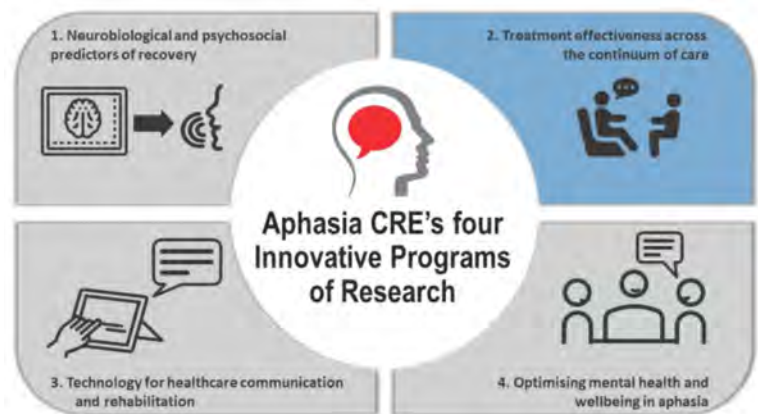 1. Neurobiological and psychosocial
predictors of recovery
2. Treatment effectiveness across
the continuum of care
Aphasia CRE's four
Innovative Programs
of Research
3. Technology for healthcare communication
and rehabilitation
4. Optimising mental health and
wellbeing in aphasia